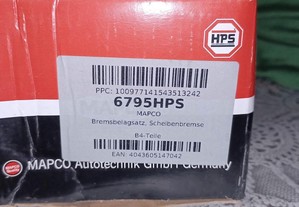 HPS
PPC: 100977141543513242
6795HPS
MAPCO
Bremsbelagsatz, Scheibenbremse
B4-Teile
EAN: 4043605147042
MAPCO Autotechnik GmbH Germany